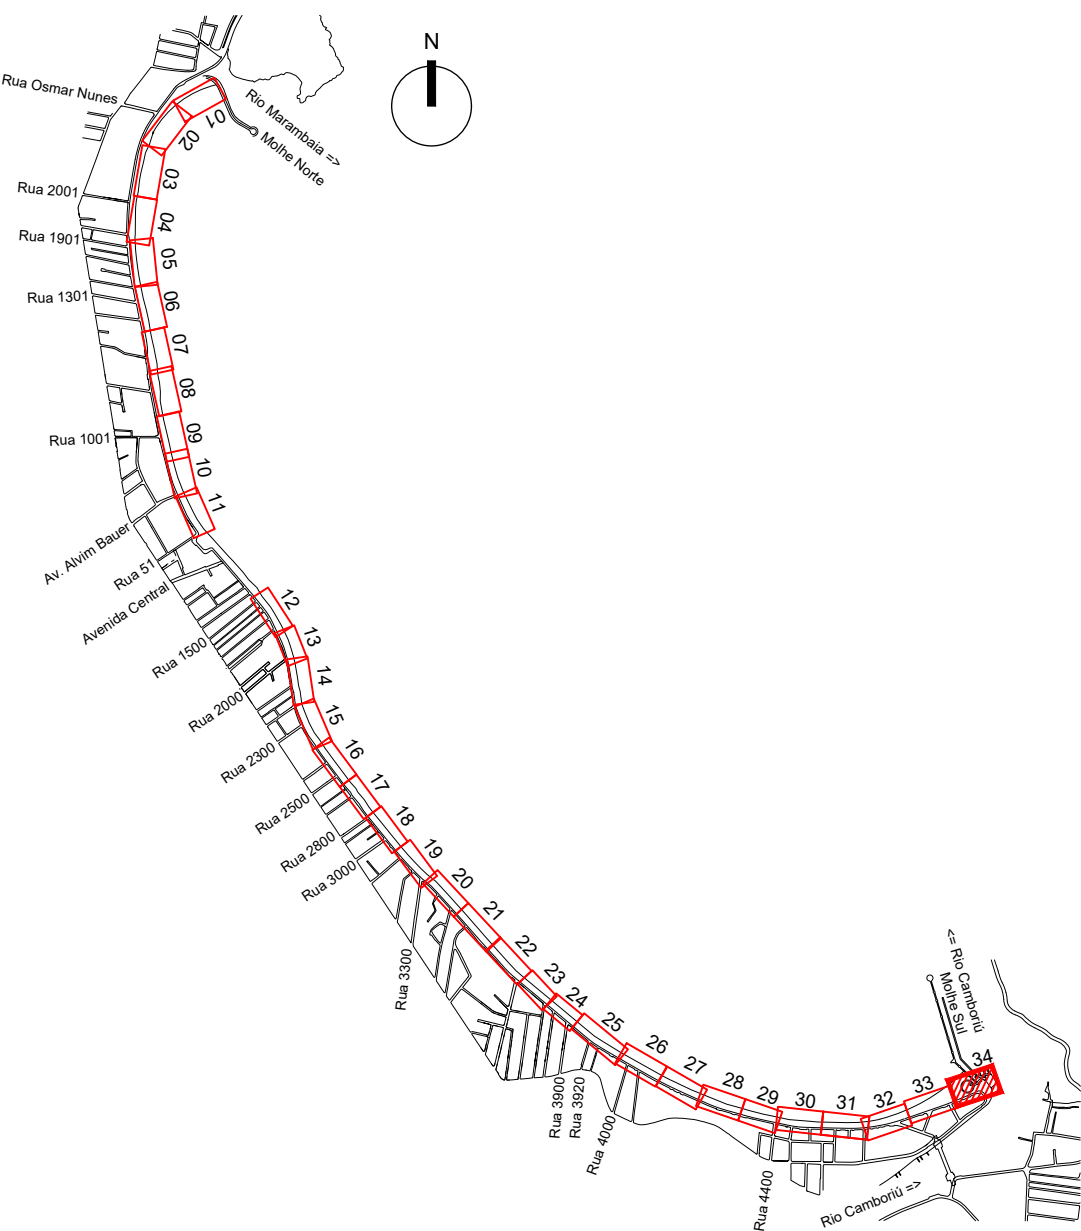 N
Rua Osmar Nunes
Rio Marambaia =>
Molhe Norte
01
02
03
Rua 2001
04
Rua 1901
05
Rua 1301
06
07
08
Rua 1001
09
10
11
Av. Alvim Bauer
Rua 51
Avenida Central
12
Rua 1500
13
14
Rua 2000
15
Rua 2300
16
17
Rua 2500
18
Rua 2800
19
Rua 3000
20
21
Rua 3300
22
23
24
25
26
27
28
29
30
31
32
33
34
<= Rio Camboriú
Molhe Sul
Rua 3900
Rua 3920
Rua 4000
Rua 4400
Rio Camboriú =>